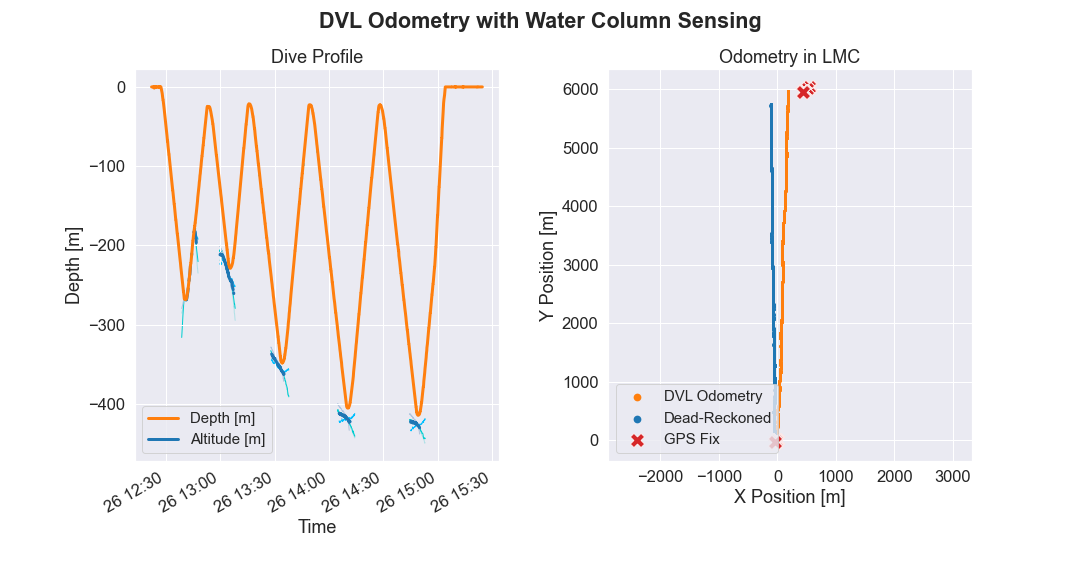 DVL Odometry with Water Column Sensing
Dive Profile
Depth [m]
0
−100
−200
−300
−400
Depth [m]
Altitude [m]
26 12:30
26 13:00
26 13:30
26 14:00
26 14:30
26 15:00
26 15:30
Time
Odometry in LMC
Y Position [m]
6000
5000
4000
3000
2000
1000
0
DVL Odometry
Dead-Reckoned
GPS Fix
−2000
−1000
0
1000
2000
3000
X Position [m]